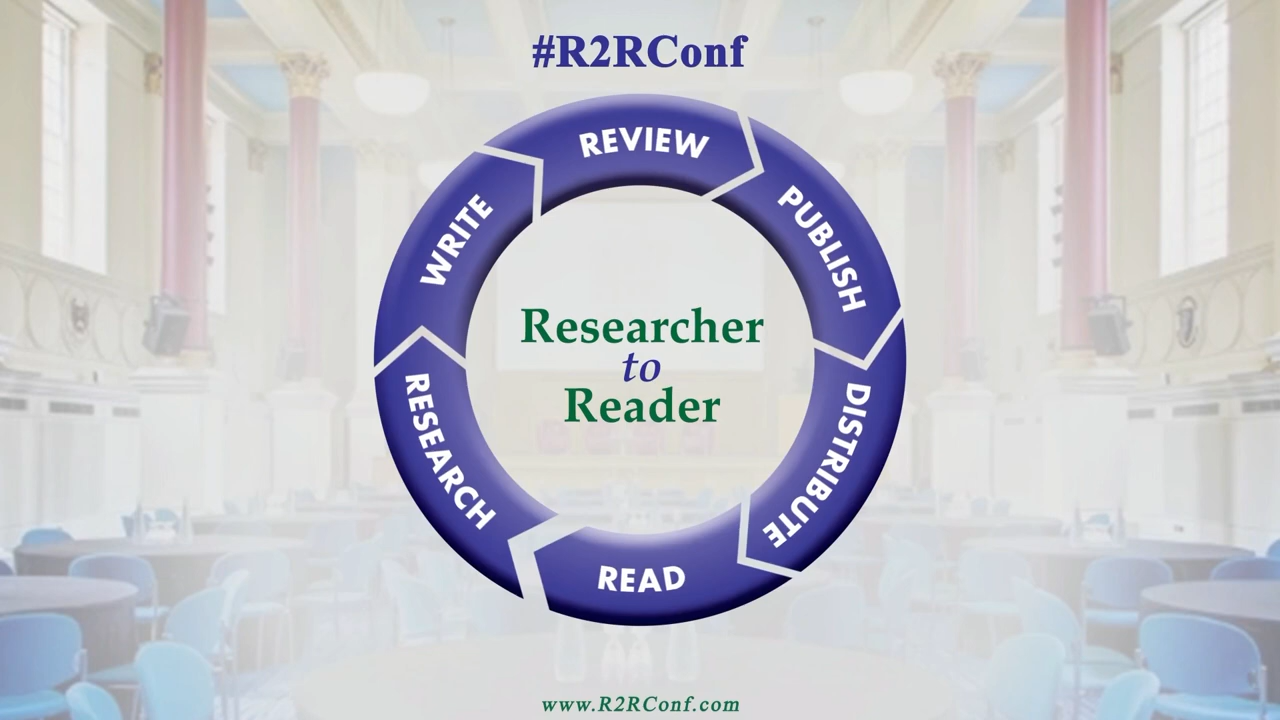 #R2RConf
REVIEW
PUBLISH
DISTRIBUTE
READ
RESEARCH
WRITE
Researcher
to
Reader
www.R2RConf.com